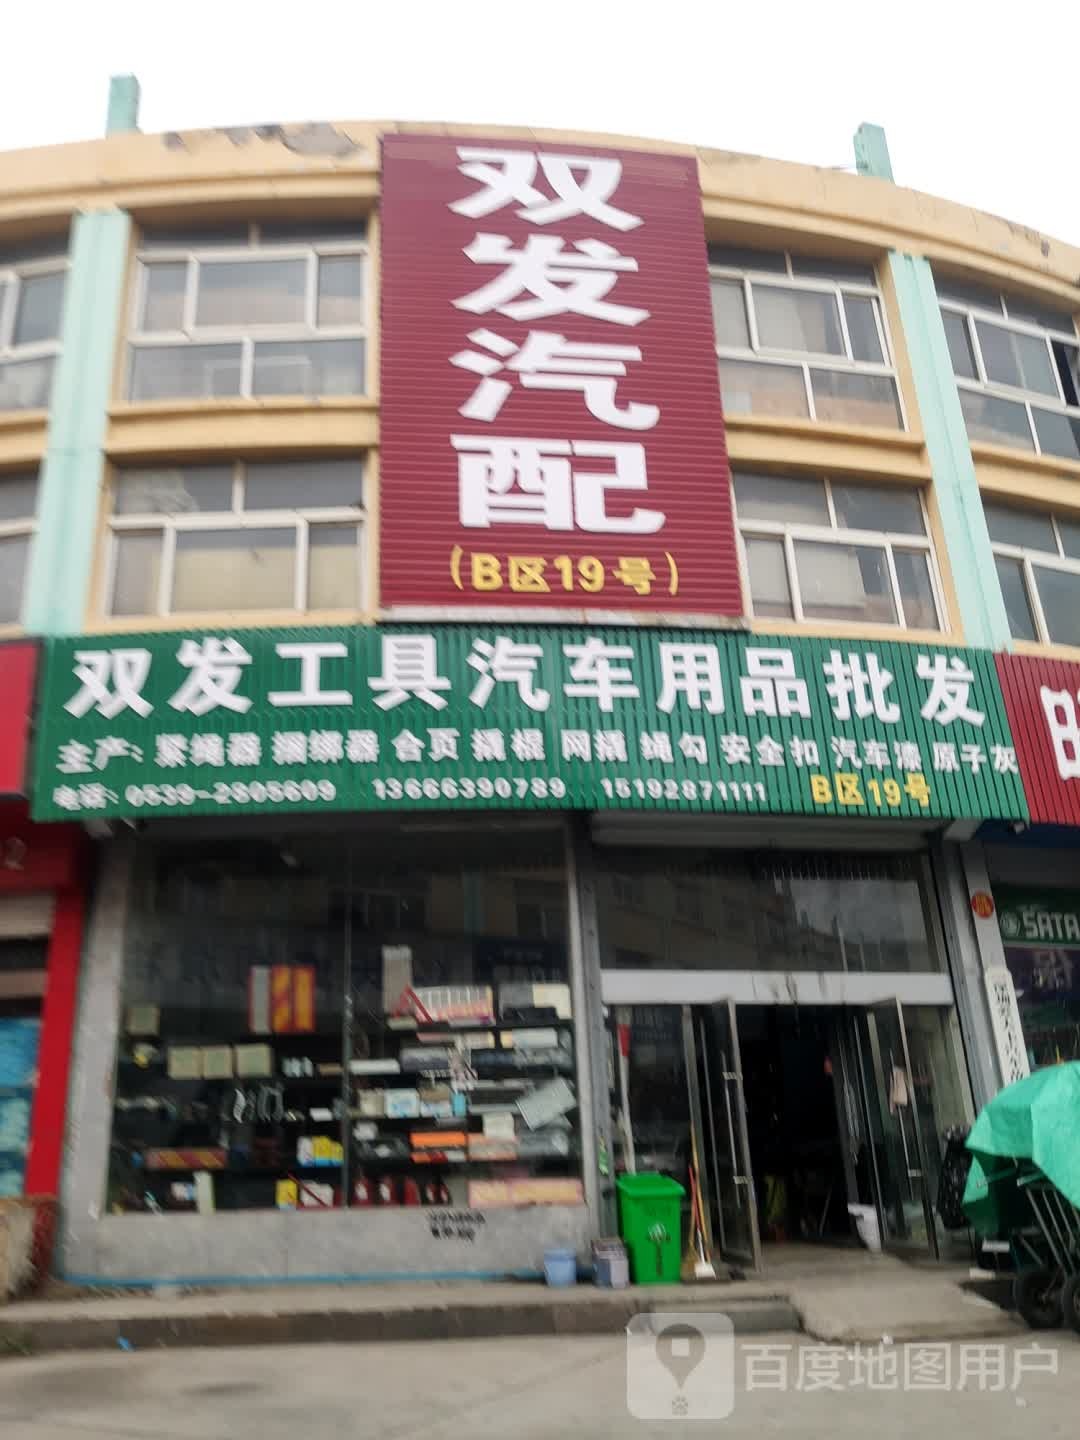 双发汽配
(B区19号)
双发工具汽车用品批发
主产：紧绳器 捆绑器 合页 撬棍 网撬 绳勾 安全扣 汽车漆 原子灰
电话：0539-2605609 13666390789 15192871111 B区19号
SATA
百度地图用户